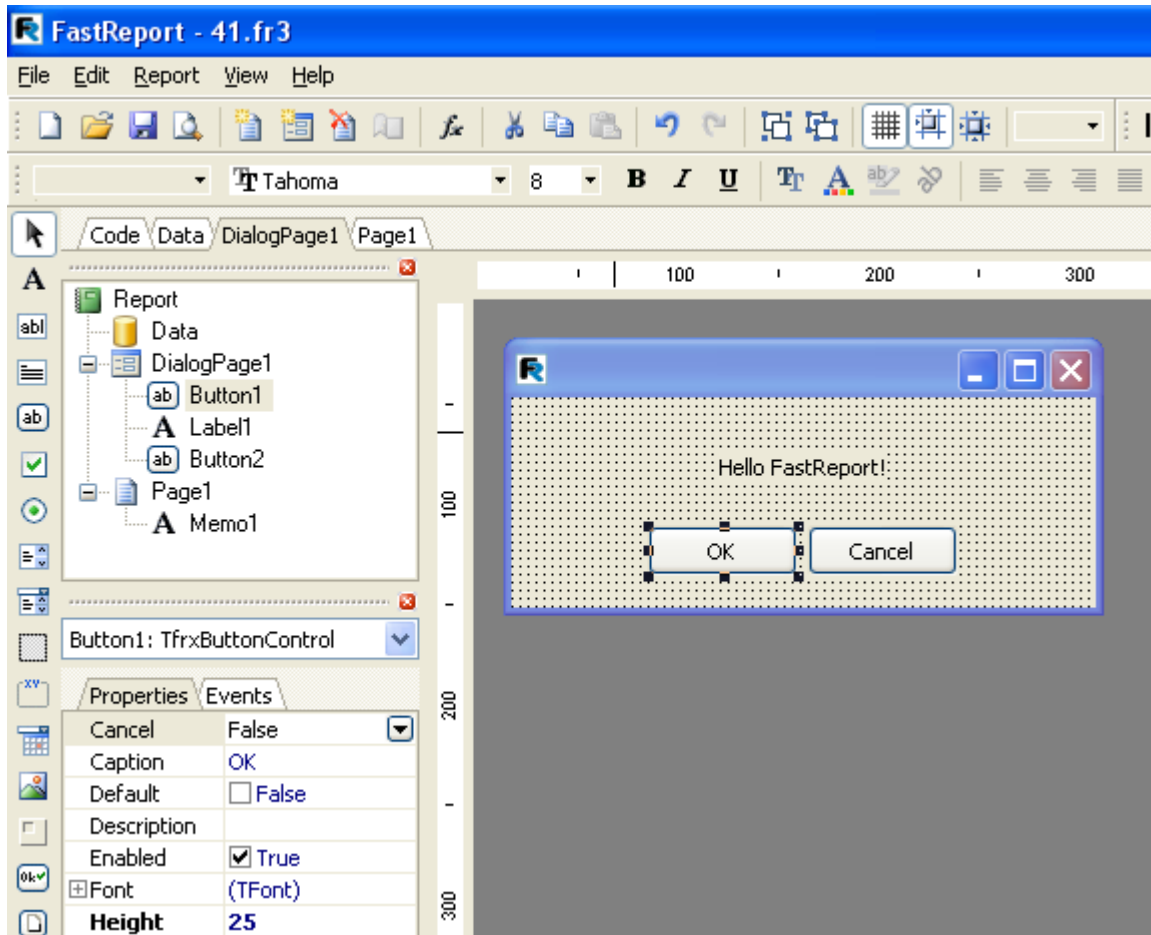 FastReport - 41.fr3
File Edit Report View Help
Tahoma 8 B I U
Code Data DialogPage1 Page1
100 200 300
Report
Data
DialogPage1
ab Button1
A Label1
ab Button2
Page1
A Memo1
Hello FastReport!
OK Cancel
100
200
300
Button1: TfrxButtonControl
Properties Events
Cancel False
Caption OK
Default False
Description
Enabled True
Font (TFont)
Height 25